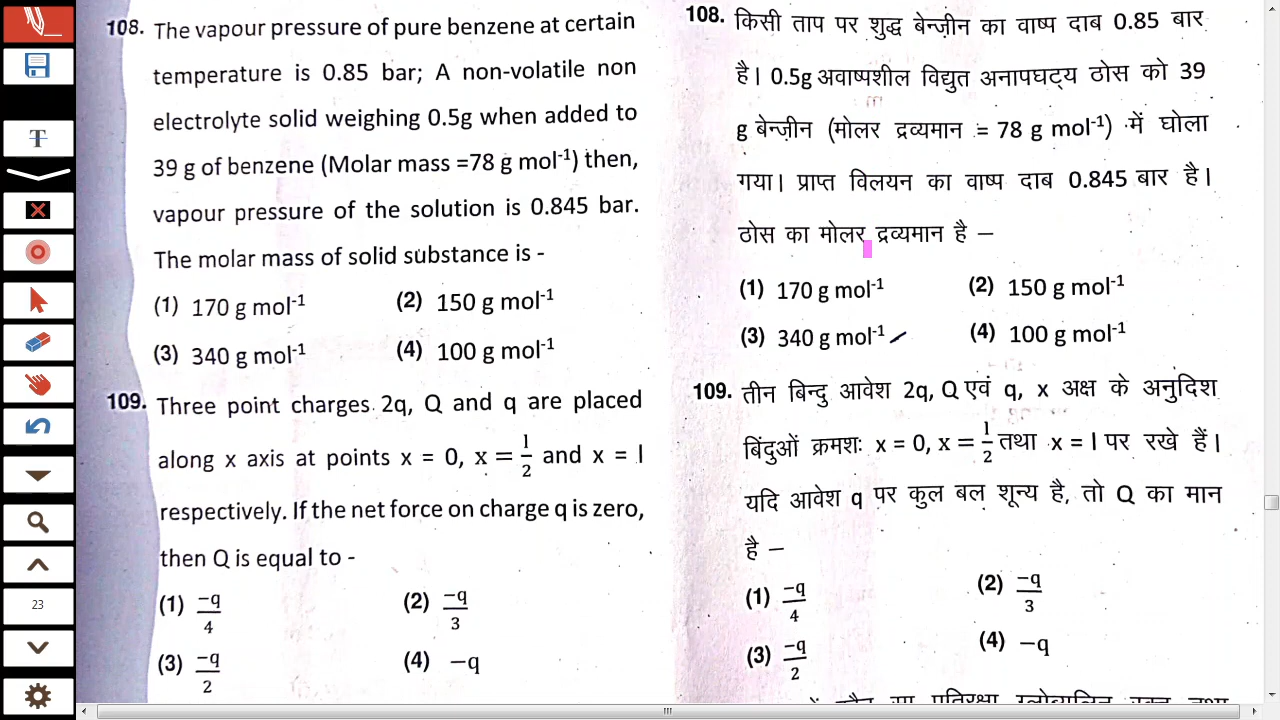 108. The vapour pressure of pure benzene at certain
temperature is 0.85 bar; A non-volatile non
electrolyte solid weighing 0.5g when added to
39 g of benzene (Molar mass =78 g mol⁻¹) then,
vapour pressure of the solution is 0.845 bar.
The molar mass of solid substance is -
(1) 170 g mol⁻¹ (2) 150 g mol⁻¹
(3) 340 g mol⁻¹ (4) 100 g mol⁻¹
109. Three point charges 2q, Q and q are placed
along x axis at points x = 0, x = l/2 and x = l
respectively. If the net force on charge q is zero,
then Q is equal to -
(1) -q/4 (2) -q/3
(3) -q/2 (4) -q
108. किसी ताप पर शुद्ध बेन्ज़ीन का वाष्प दाब 0.85 बार
है। 0.5g अवाष्पशील विद्युत अनापघट्य ठोस को 39
g बेन्ज़ीन (मोलर द्रव्यमान = 78 g mol⁻¹) में घोला
गया। प्राप्त विलयन का वाष्प दाब 0.845 बार है।
ठोस का मोलर द्रव्यमान है –
(1) 170 g mol⁻¹ (2) 150 g mol⁻¹
(3) 340 g mol⁻¹ (4) 100 g mol⁻¹
109. तीन बिन्दु आवेश 2q, Q एवं q, x अक्ष के अनुदिश
बिंदुओं क्रमशः x = 0, x = l/2 तथा x = l पर रखे हैं।
यदि आवेश q पर कुल बल शून्य है, तो Q का मान
है –
(1) -q/4 (2) -q/3
(3) -q/2 (4) -q
23